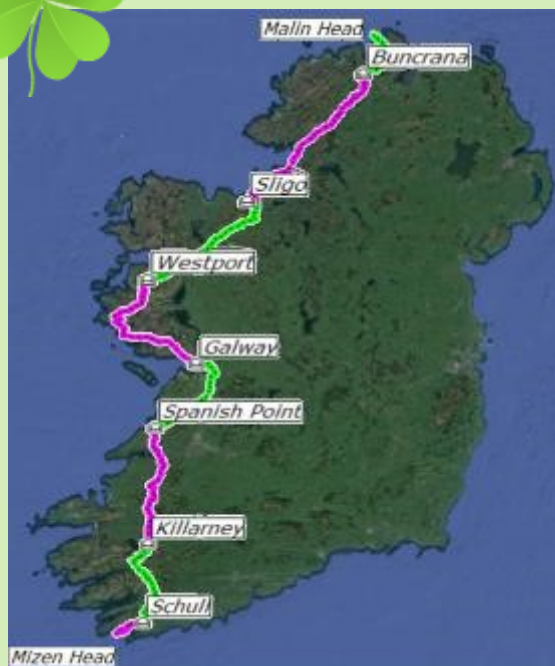 Malin Head
Buncrana
Sligo
Westport
Galway
Spanish Point
Killarney
Schull
Mizen Head